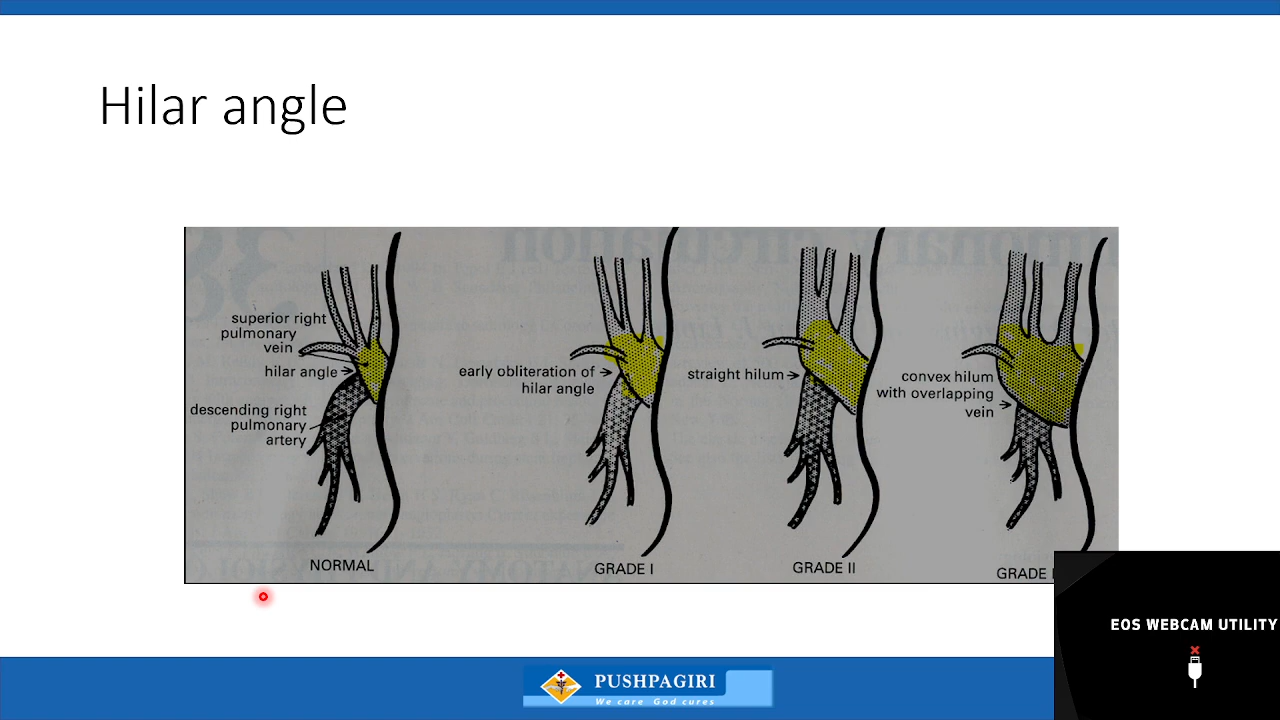 Hilar angle
superior right
pulmonary
vein
hilar angle
descending right
pulmonary
artery
NORMAL
early obliteration of
hilar angle
GRADE I
straight hilum
GRADE II
convex hilum
with overlapping
vein
GRADE
EOS WEBCAM UTILITY
PUSHPAGIRI
We care God cures